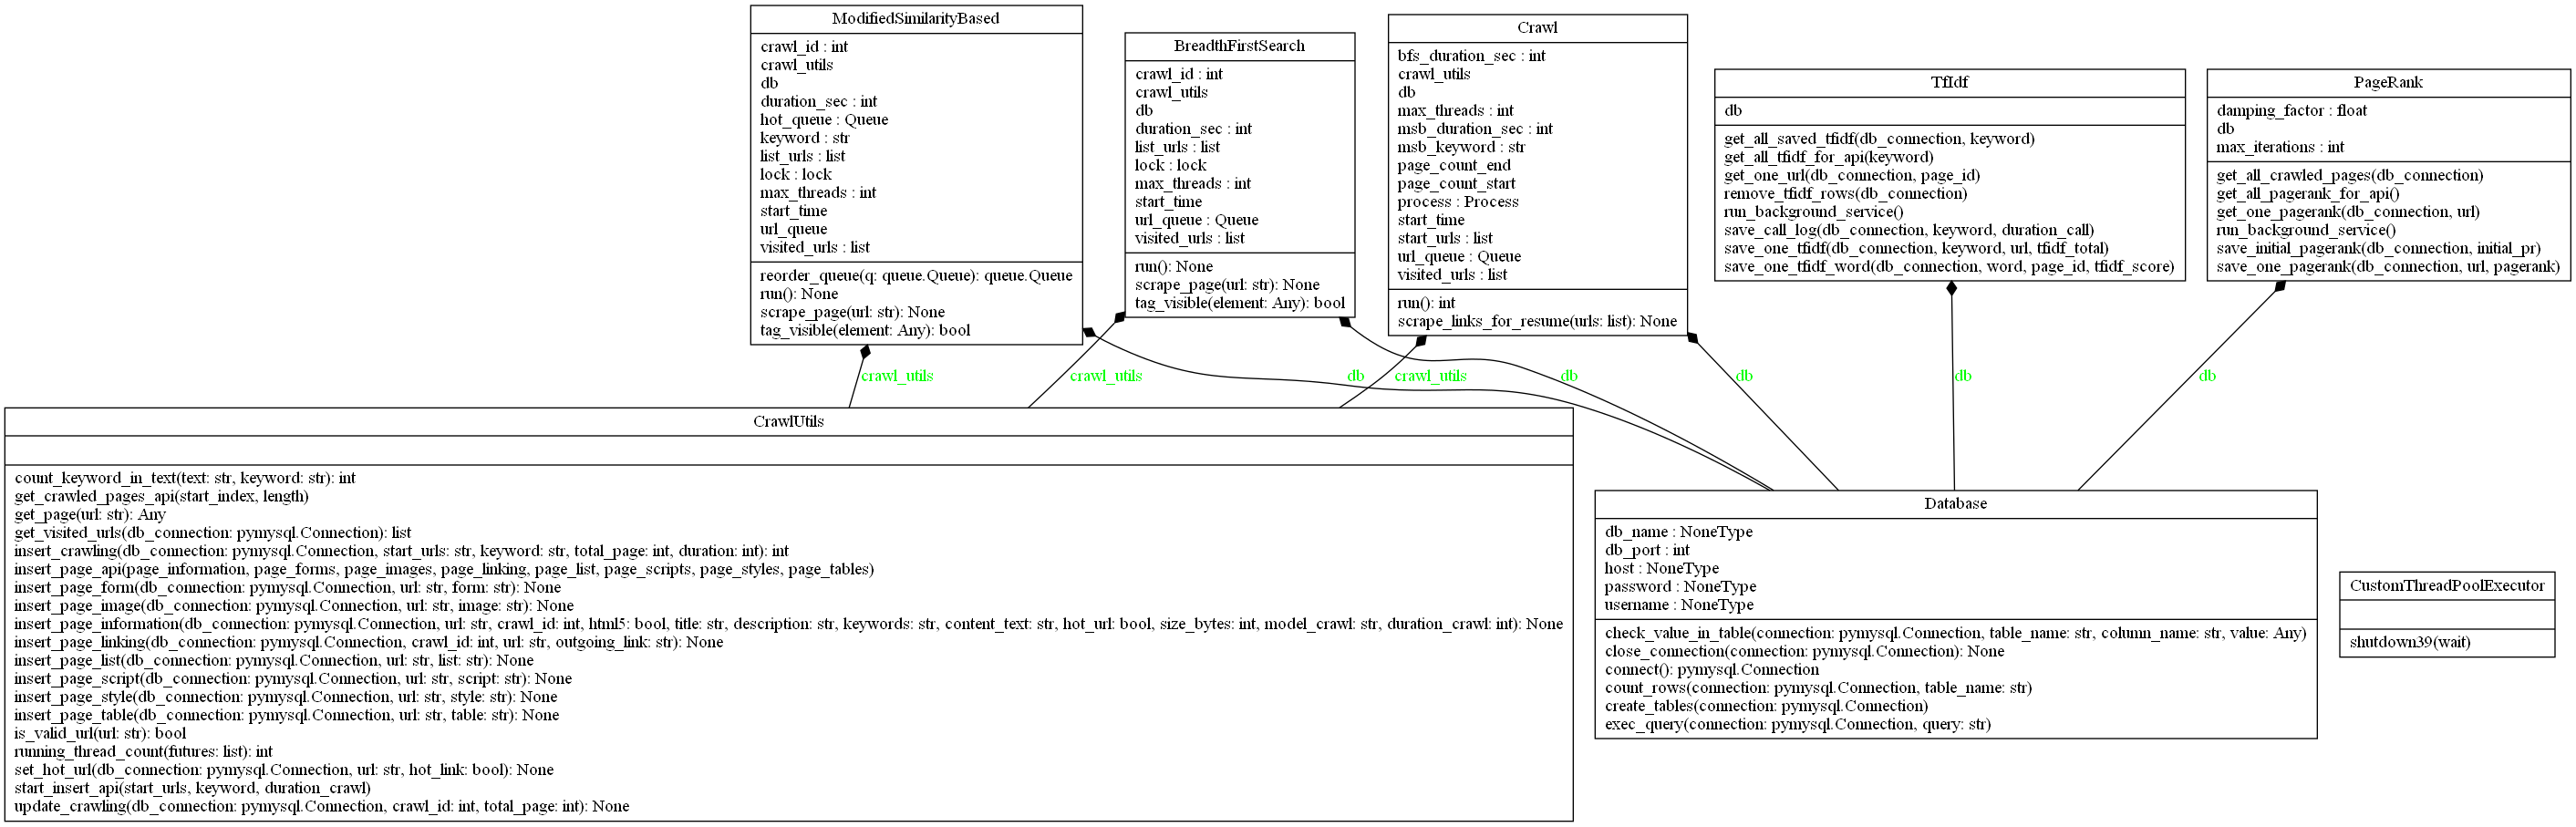 ModifiedSimilarityBased
crawl_id : int
crawl_utils
db
duration_sec : int
hot_queue : Queue
keyword : str
list_urls : list
lock : lock
max_threads : int
start_time
url_queue
visited_urls : list
reorder_queue(q: queue.Queue): queue.Queue
run(): None
scrape_page(url: str): None
tag_visible(element: Any): bool
BreadthFirstSearch
crawl_id : int
crawl_utils
db
duration_sec : int
list_urls : list
lock : lock
max_threads : int
start_time
url_queue : Queue
visited_urls : list
run(): None
scrape_page(url: str): None
tag_visible(element: Any): bool
Crawl
bfs_duration_sec : int
crawl_utils
db
max_threads : int
msb_duration_sec : int
msb_keyword : str
page_count_end
page_count_start
process : Process
start_time
start_urls : list
url_queue : Queue
visited_urls : list
run(): int
scrape_links_for_resume(urls: list): None
TfIdf
db
get_all_saved_tfidf(db_connection, keyword)
get_all_tfidf_for_api(keyword)
get_one_url(db_connection, page_id)
remove_tfidf_rows(db_connection)
run_background_service()
save_call_log(db_connection, keyword, duration_call)
save_one_tfidf(db_connection, keyword, url, tfidf_total)
save_one_tfidf_word(db_connection, word, page_id, tfidf_score)
PageRank
damping_factor : float
db
max_iterations : int
get_all_crawled_pages(db_connection)
get_all_pagerank_for_api()
get_one_pagerank(db_connection, url)
run_background_service()
save_initial_pagerank(db_connection, initial_pr)
save_one_pagerank(db_connection, url, pagerank)
crawl_utils
crawl_utils
db
crawl_utils
db
db
db
db
CrawlUtils
count_keyword_in_text(text: str, keyword: str): int
get_crawled_pages_api(start_index, length)
get_page(url: str): Any
get_visited_urls(db_connection: pymysql.Connection): list
insert_crawling(db_connection: pymysql.Connection, start_urls: str, keyword: str, total_page: int, duration: int): int
insert_page_api(page_information, page_forms, page_images, page_linking, page_list, page_scripts, page_styles, page_tables)
insert_page_form(db_connection: pymysql.Connection, url: str, form: str): None
insert_page_image(db_connection: pymysql.Connection, url: str, image: str): None
insert_page_information(db_connection: pymysql.Connection, url: str, crawl_id: int, html5: bool, title: str, description: str, keywords: str, content_text: str, hot_url: bool, size_bytes: int, model_crawl: str, duration_crawl: int): None
insert_page_linking(db_connection: pymysql.Connection, crawl_id: int, url: str, outgoing_link: str): None
insert_page_list(db_connection: pymysql.Connection, url: str, list: str): None
insert_page_script(db_connection: pymysql.Connection, url: str, script: str): None
insert_page_style(db_connection: pymysql.Connection, url: str, style: str): None
insert_page_table(db_connection: pymysql.Connection, url: str, table: str): None
is_valid_url(url: str): bool
running_thread_count(futures: list): int
set_hot_url(db_connection: pymysql.Connection, url: str, hot_link: bool): None
start_insert_api(start_urls, keyword, duration_crawl)
update_crawling(db_connection: pymysql.Connection, crawl_id: int, total_page: int): None
Database
db_name : NoneType
db_port : int
host : NoneType
password : NoneType
username : NoneType
check_value_in_table(connection: pymysql.Connection, table_name: str, column_name: str, value: Any)
close_connection(connection: pymysql.Connection): None
connect(): pymysql.Connection
count_rows(connection: pymysql.Connection, table_name: str)
create_tables(connection: pymysql.Connection)
exec_query(connection: pymysql.Connection, query: str)
CustomThreadPoolExecutor
shutdown39(wait)